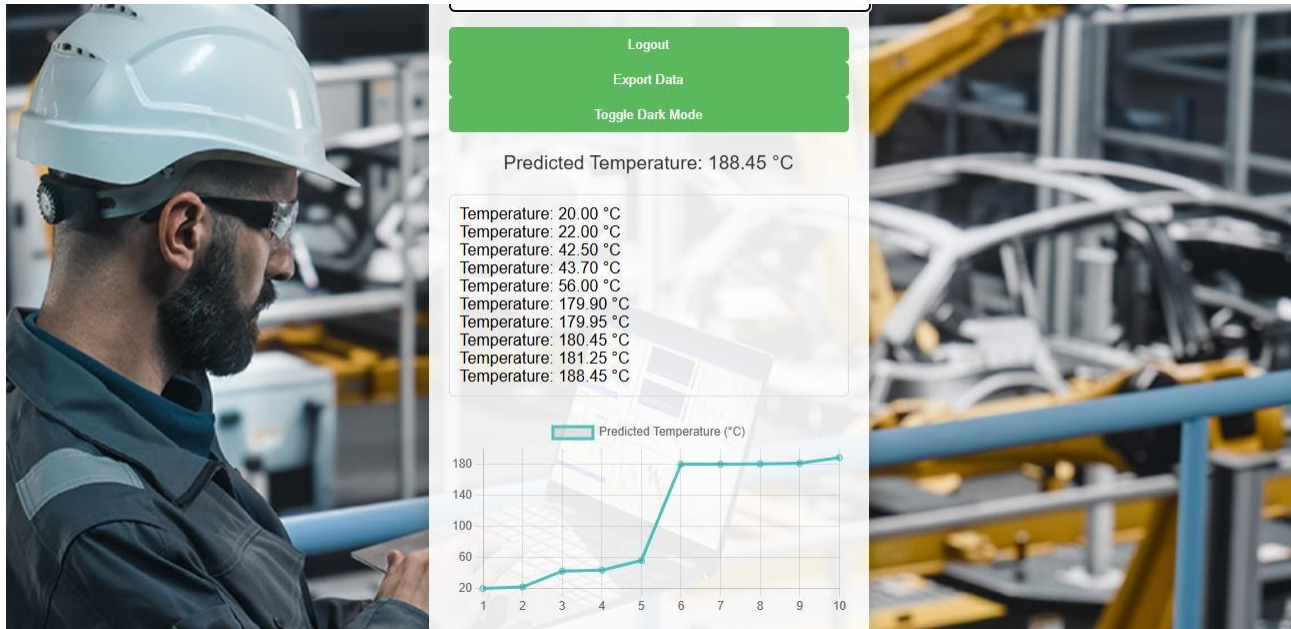 Logout
Export Data
Toggle Dark Mode
Predicted Temperature: 188.45 °C
Temperature: 20.00 °C
Temperature: 22.00 °C
Temperature: 42.50 °C
Temperature: 43.70 °C
Temperature: 56.00 °C
Temperature: 179.90 °C
Temperature: 179.95 °C
Temperature: 180.45 °C
Temperature: 181.25 °C
Temperature: 188.45 °C
Predicted Temperature (°C)
180
140
100
60
20
1 2 3 4 5 6 7 8 9 10